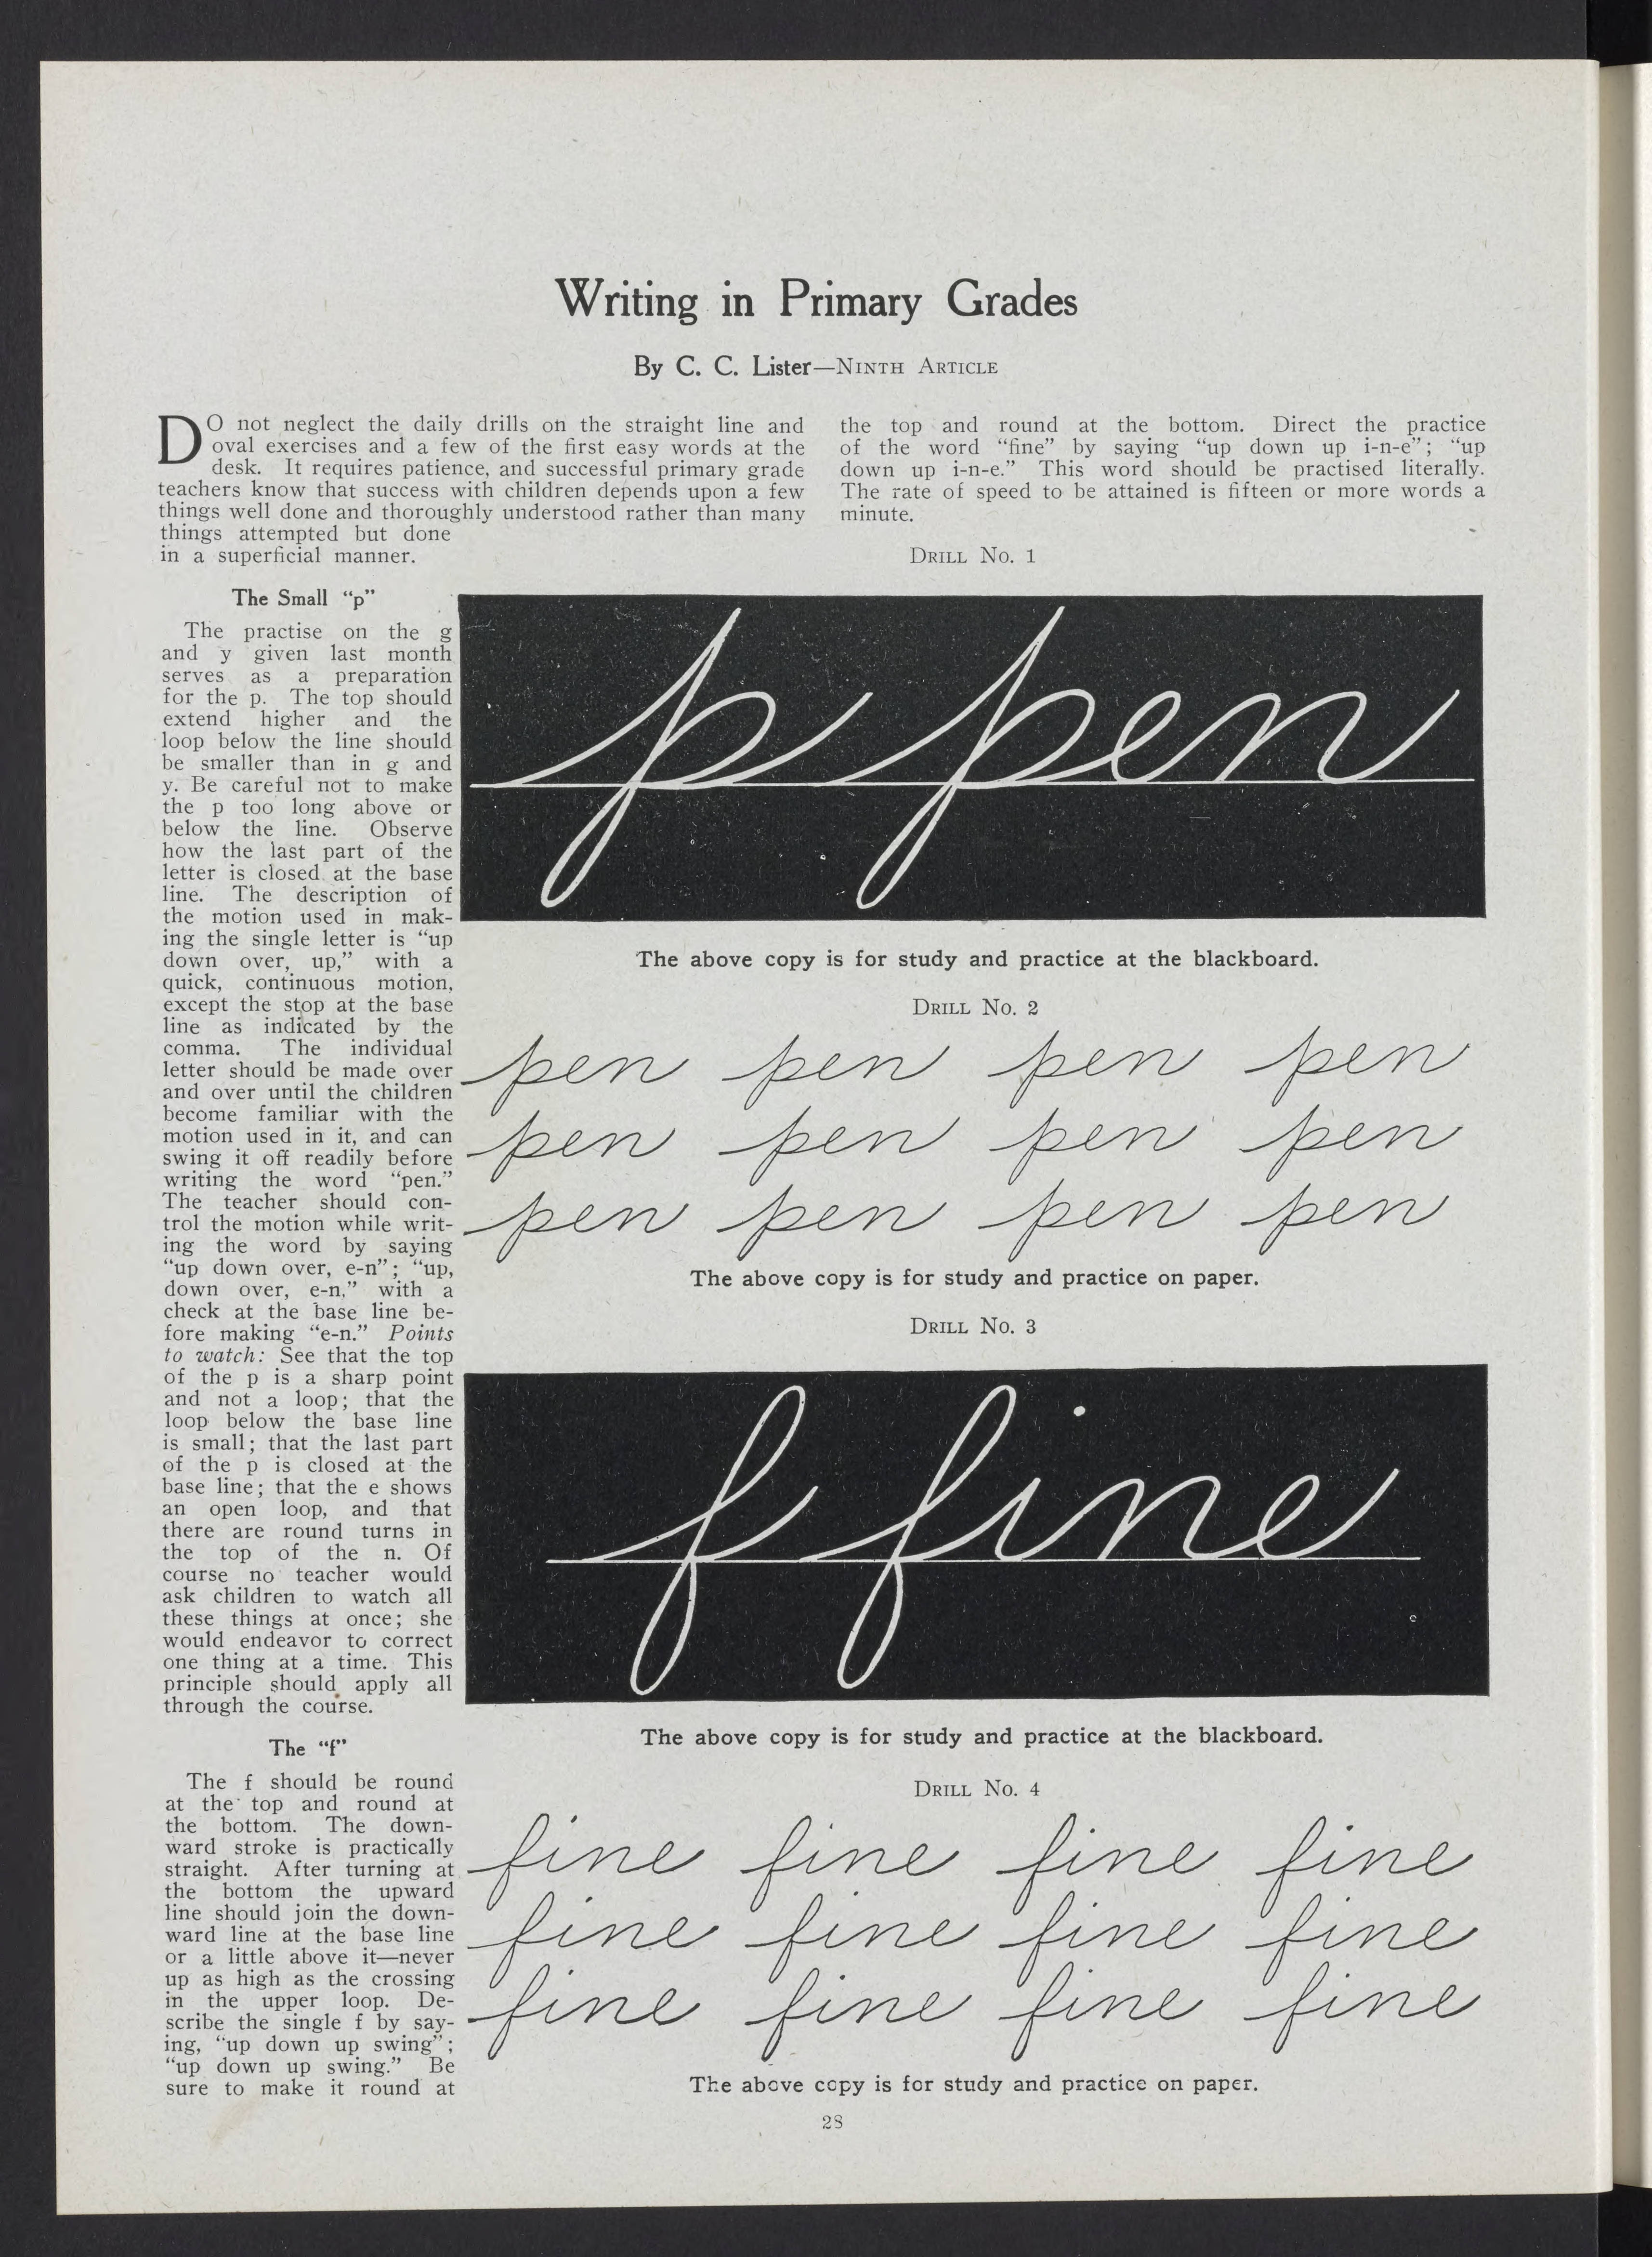 Writing in Primary Grades
By C. C. Lister—Ninth Article
DO not neglect the daily drills on the straight line and
oval exercises and a few of the first easy words at the
desk. It requires patience, and successful primary grade
teachers know that success with children depends upon a few
things well done and thoroughly understood rather than many
things attempted but done
in a superficial manner.
The Small "p"
The practise on the g
and y given last month
serves as a preparation
for the p. The top should
extend higher and the
loop below the line should
be smaller than in g and
y. Be careful not to make
the p too long above or
below the line. Observe
how the last part of the
letter is closed at the base
line. The description of
the motion used in mak-
ing the single letter is "up
down over, up," with a
quick, continuous motion,
except the stop at the base
line as indicated by the
comma. The individual
letter should be made over
and over until the children
become familiar with the
motion used in it, and can
swing it off readily before
writing the word "pen."
The teacher should con-
trol the motion while writ-
ing the word by saying
"up down over, e-n"; "up,
down over, e-n," with a
check at the base line be-
fore making "e-n." Points
to watch: See that the top
of the p is a sharp point
and not a loop; that the
loop below the base line
is small; that the last part
of the p is closed at the
base line; that the e shows
an open loop, and that
there are round turns in
the top of the n. Of
course no teacher would
ask children to watch all
these things at once; she
would endeavor to correct
one thing at a time. This
principle should apply all
through the course.
The "f"
The f should be round
at the top and round at
the bottom. The down-
ward stroke is practically
straight. After turning at
the bottom the upward
line should join the down-
ward line at the base line
or a little above it—never
up as high as the crossing
in the upper loop. De-
scribe the single f by say-
ing, "up down up swing";
"up down up swing." Be
sure to make it round at
the top and round at the bottom. Direct the practice
of the word "fine" by saying "up down up i-n-e"; "up
down up i-n-e." This word should be practised literally.
The rate of speed to be attained is fifteen or more words a
minute.
Drill No. 1
p pen
The above copy is for study and practice at the blackboard.
Drill No. 2
pen pen pen pen
pen pen pen pen
pen pen pen pen
The above copy is for study and practice on paper.
Drill No. 3
f fine
The above copy is for study and practice at the blackboard.
Drill No. 4
fine fine fine fine
fine fine fine fine
fine fine fine fine
The above copy is for study and practice on paper.
28